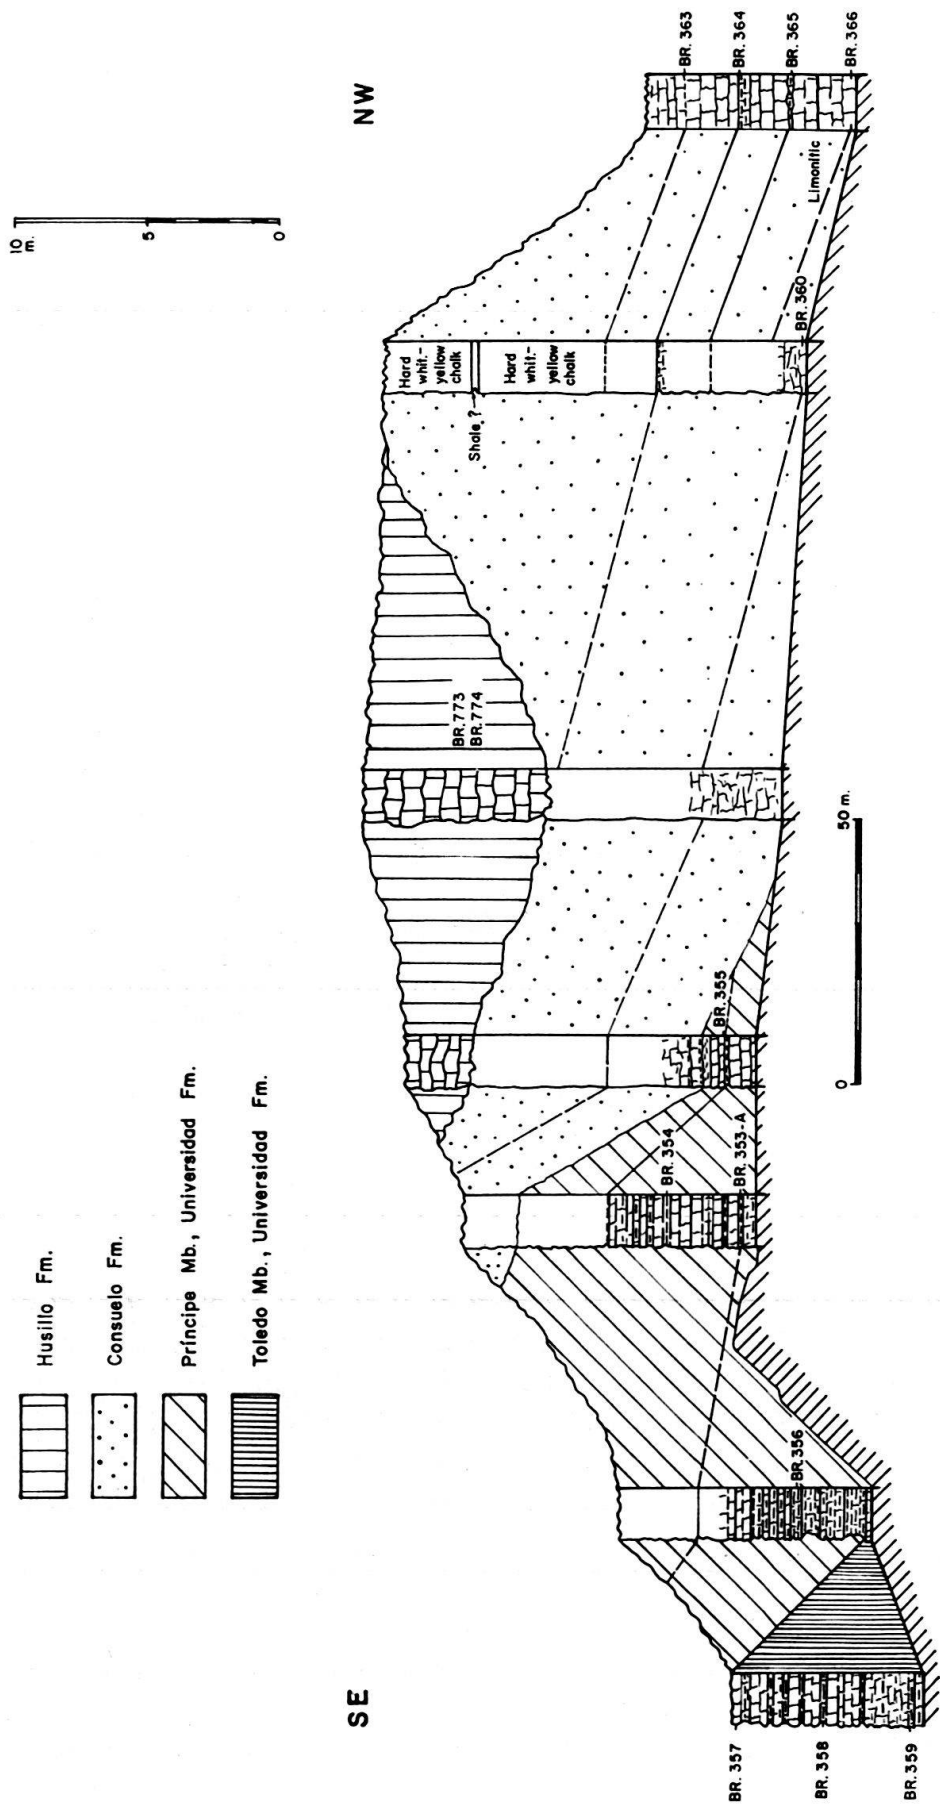 Husillo Fm.
Consuelo Fm.
Príncipe Mb., Universidad Fm.
Toledo Mb., Universidad Fm.
10
m.
5
0
SE
NW
BR.357
BR.358
BR.359
BR.356
BR.354
BR.353-A
BR.355
BR.773
BR.774
Hard
whit.-
yellow
chalk
Shale ?
Hard
whit.-
yellow
chalk
BR.360
Limonitic
BR.363
BR.364
BR.365
BR.366
0
50 m.